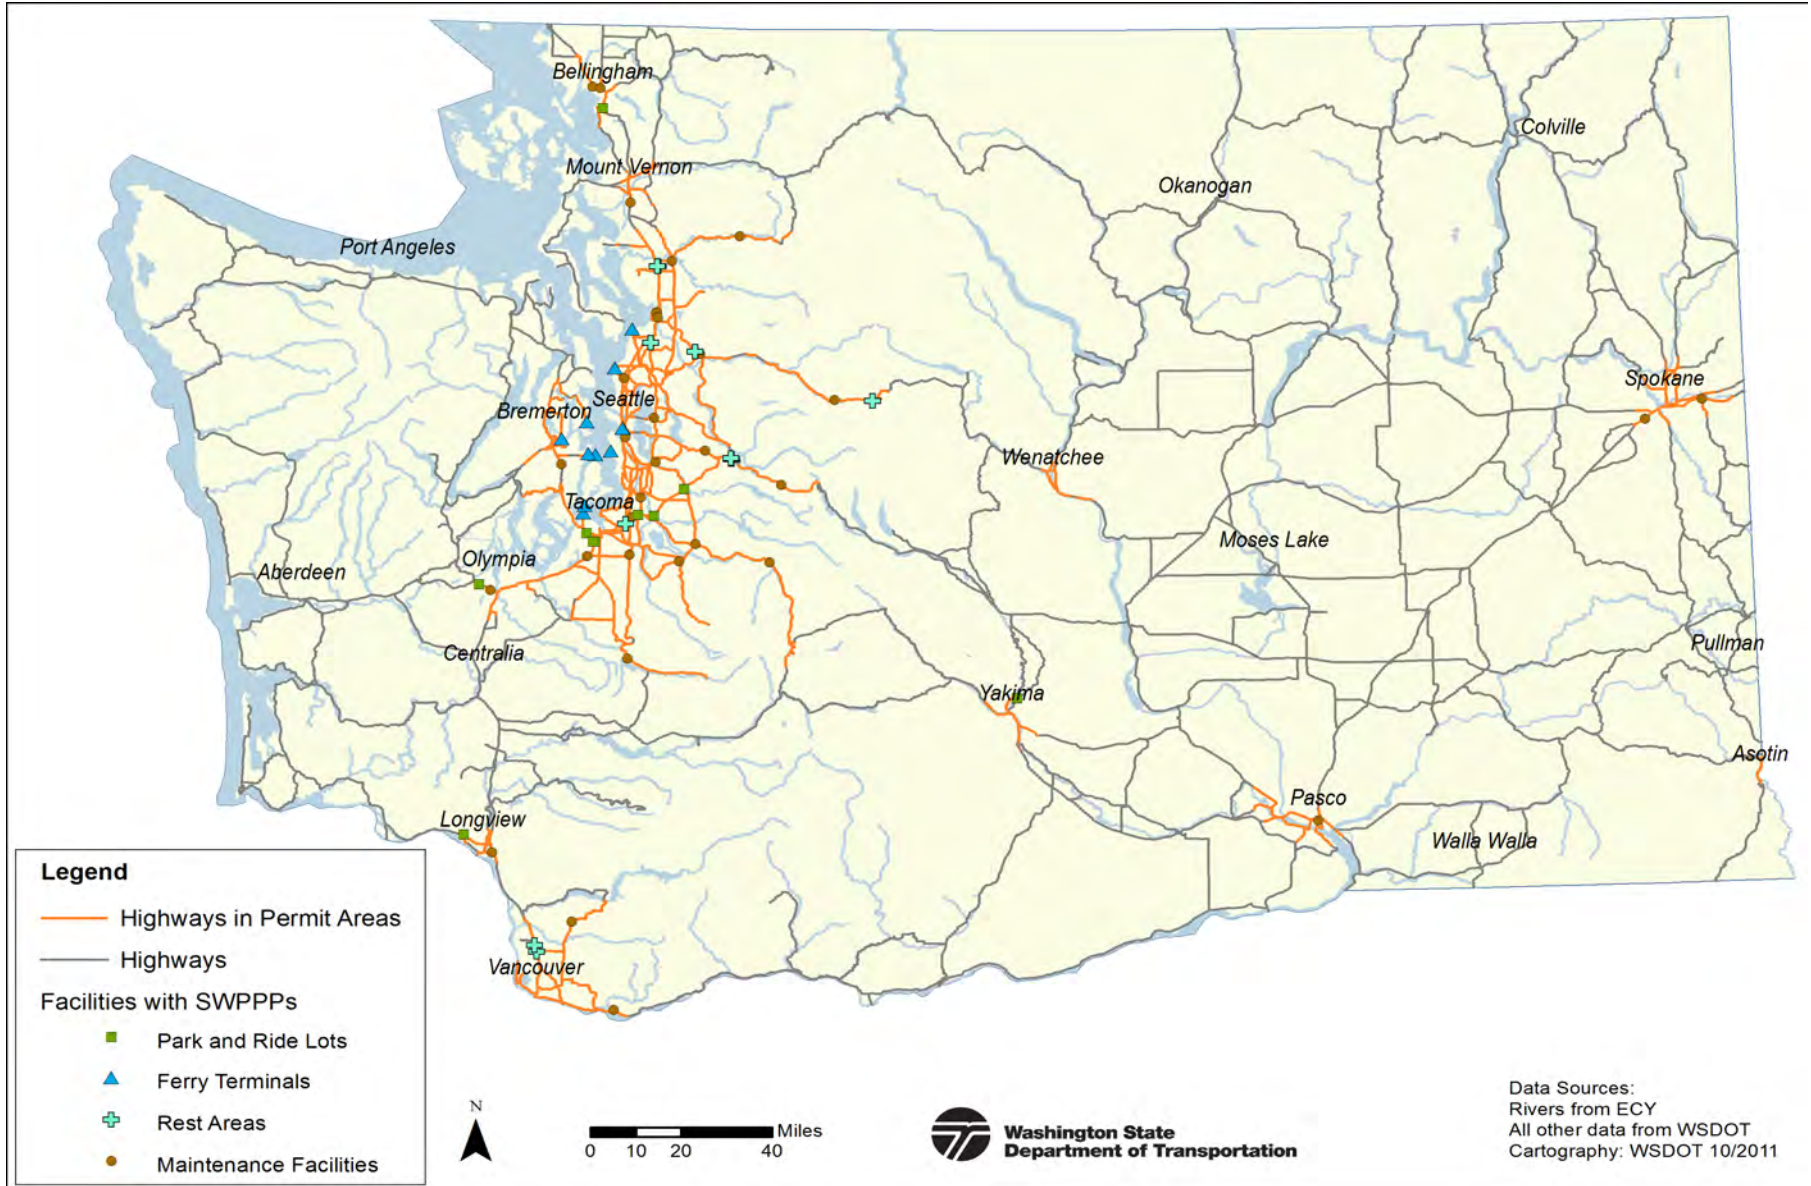 Bellingham
Colville
Mount Vernon
Okanogan
Port Angeles
Spokane
Seattle
Bremerton
Wenatchee
Tacoma
Moses Lake
Olympia
Aberdeen
Pullman
Centralia
Yakima
Asotin
Pasco
Longview
Walla Walla
Vancouver
Legend
Highways in Permit Areas
Highways
Facilities with SWPPPs
Park and Ride Lots
Ferry Terminals
Rest Areas
Maintenance Facilities
N
Miles
0 10 20 40
Washington State
Department of Transportation
Data Sources:
Rivers from ECY
All other data from WSDOT
Cartography: WSDOT 10/2011